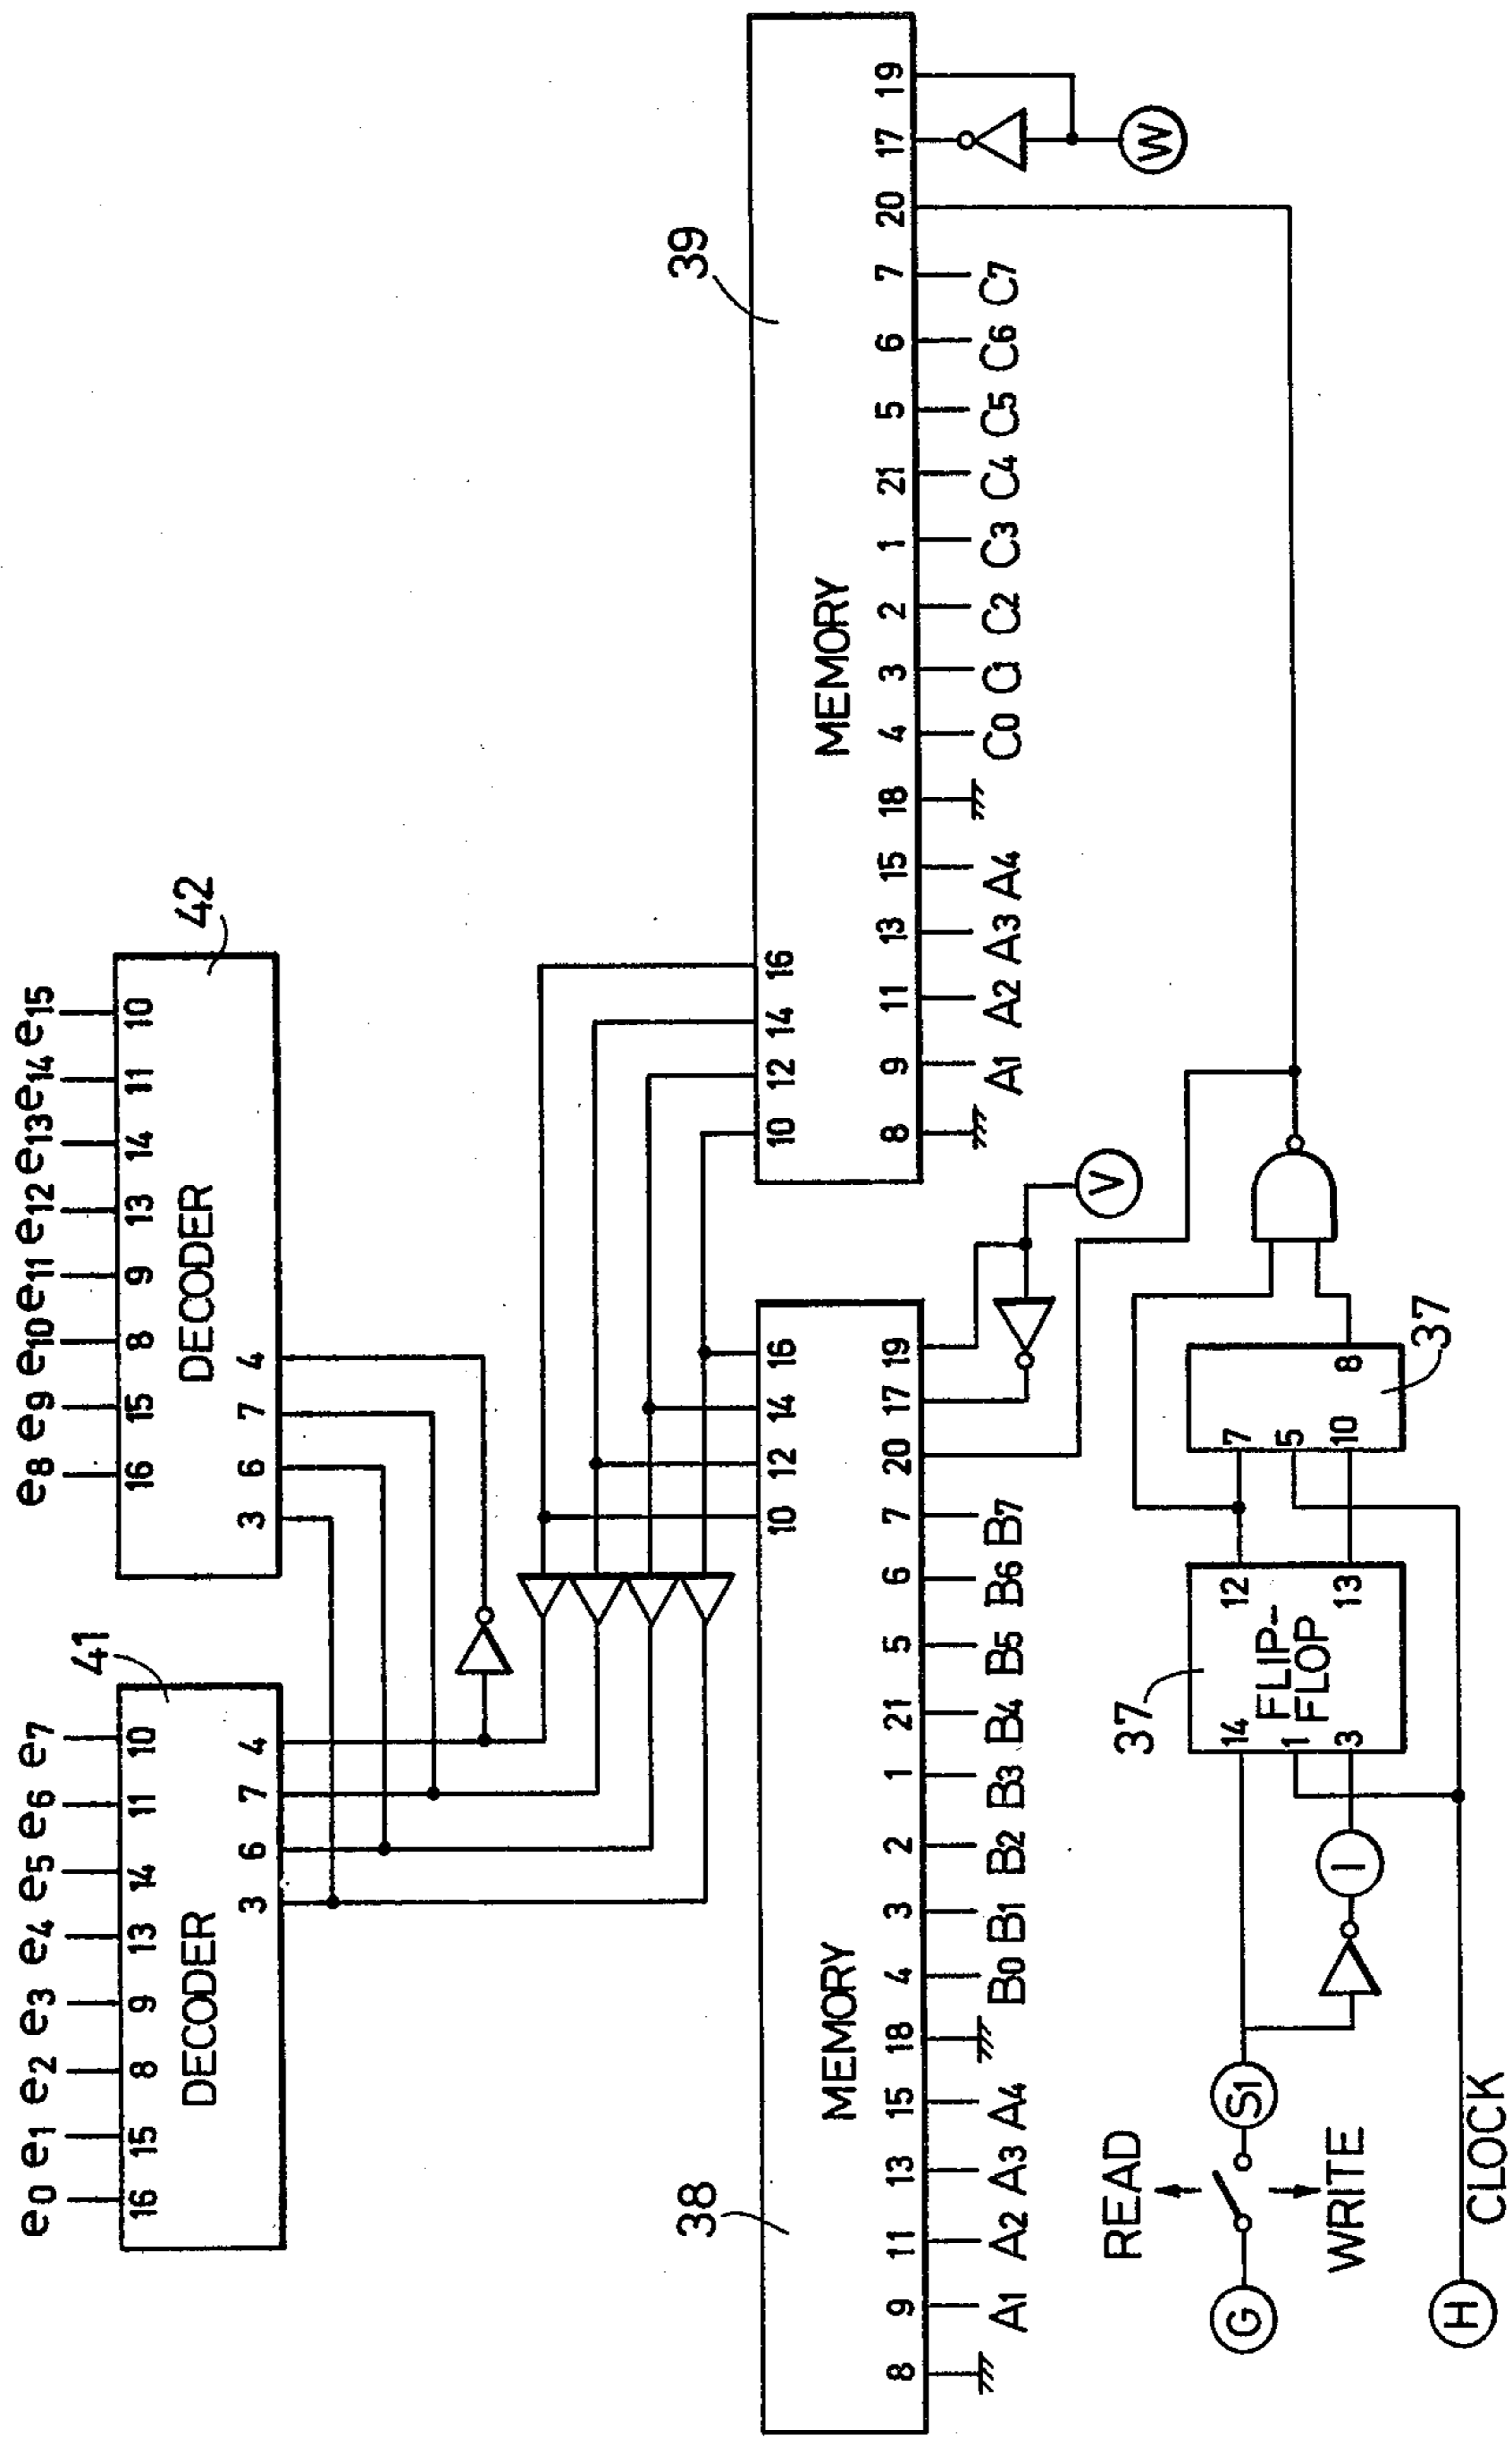 e0 e1 e2 e3 e4 e5 e6 e7
e8 e9 e10 e11 e12 e13 e14 e15
41
42
16 15 8 9 13 14 11 10
DECODER
3 6 7 4
16 15 8 9 13 14 11 10
DECODER
3 6 7 4
38
39
10 12 14 16
MEMORY
8 9 11 13 15 18 4 3 2 1 21 5 6 7 20 17 19
A1 A2 A3 A4 B0 B1 B2 B3 B4 B5 B6 B7
V
10 12 14 16
MEMORY
8 9 11 13 15 18 4 3 2 1 21 5 6 7 20 17 19
A1 A2 A3 A4 C0 C1 C2 C3 C4 C5 C6 C7
W
READ
G
S1
WRITE
I
37
14 12
FLIP-
FLOP
1
3 13
7
5
10
8
37
H
CLOCK